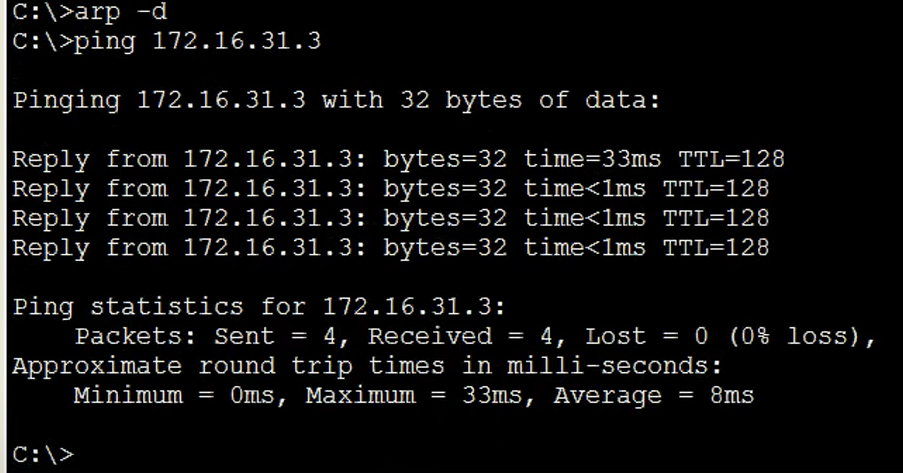 C:\>arp -d
C:\>ping 172.16.31.3
Pinging 172.16.31.3 with 32 bytes of data:
Reply from 172.16.31.3: bytes=32 time=33ms TTL=128
Reply from 172.16.31.3: bytes=32 time<1ms TTL=128
Reply from 172.16.31.3: bytes=32 time<1ms TTL=128
Reply from 172.16.31.3: bytes=32 time<1ms TTL=128
Ping statistics for 172.16.31.3:
Packets: Sent = 4, Received = 4, Lost = 0 (0% loss),
Approximate round trip times in milli-seconds:
Minimum = 0ms, Maximum = 33ms, Average = 8ms
C:\>